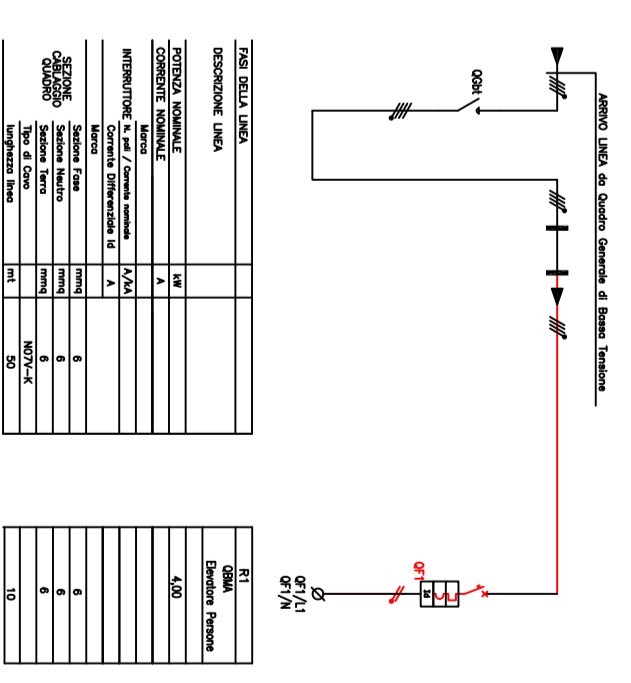 ARRIVO LINEA da Quadro Generale di Bassa Tensione
QGbt
QF1
Id
QF1/L1
QF1/N
FASI DELLA LINEA R1
DESCRIZIONE LINEA QBMA
Elevatore Persone
POTENZA NOMINALE kW 4,00
CORRENTE NOMINALE A
INTERRUTTORE
Marca
N. poli / Corrente nominale A/kA
Corrente Differenziale Id A
Marca
SEZIONE
CABLAGGIO
QUADRO
Sezione Fase mmq 6 6
Sezione Neutro mmq 6 6
Sezione Terra mmq 6 6
Tipo di Cavo N07V-K
lunghezza linea mt 50 10